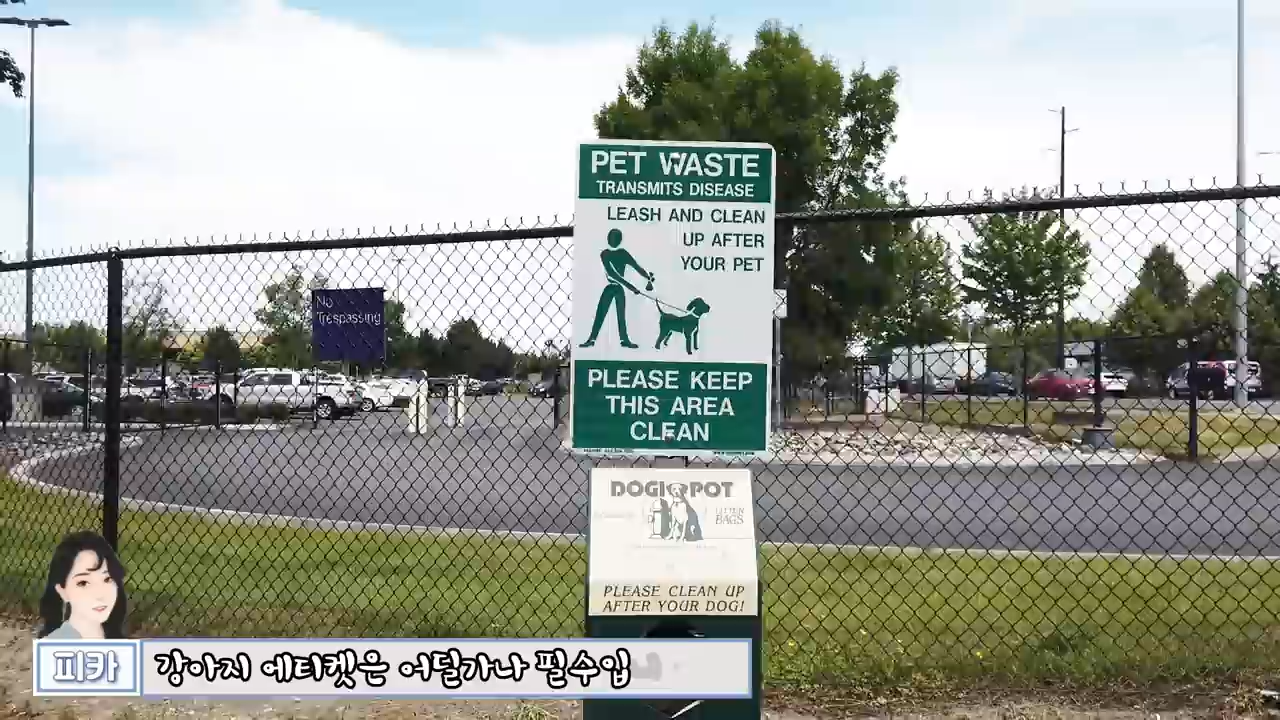 PET WASTE
TRANSMITS DISEASE
LEASH AND CLEAN
UP AFTER
YOUR PET
No
Trespassing
PLEASE KEEP
THIS AREA
CLEAN
DOGIPOT
LITTER
BAGS
PLEASE CLEAN UP
AFTER YOUR DOG!
피카
강아지 에티켓은 어딜가나 필수입